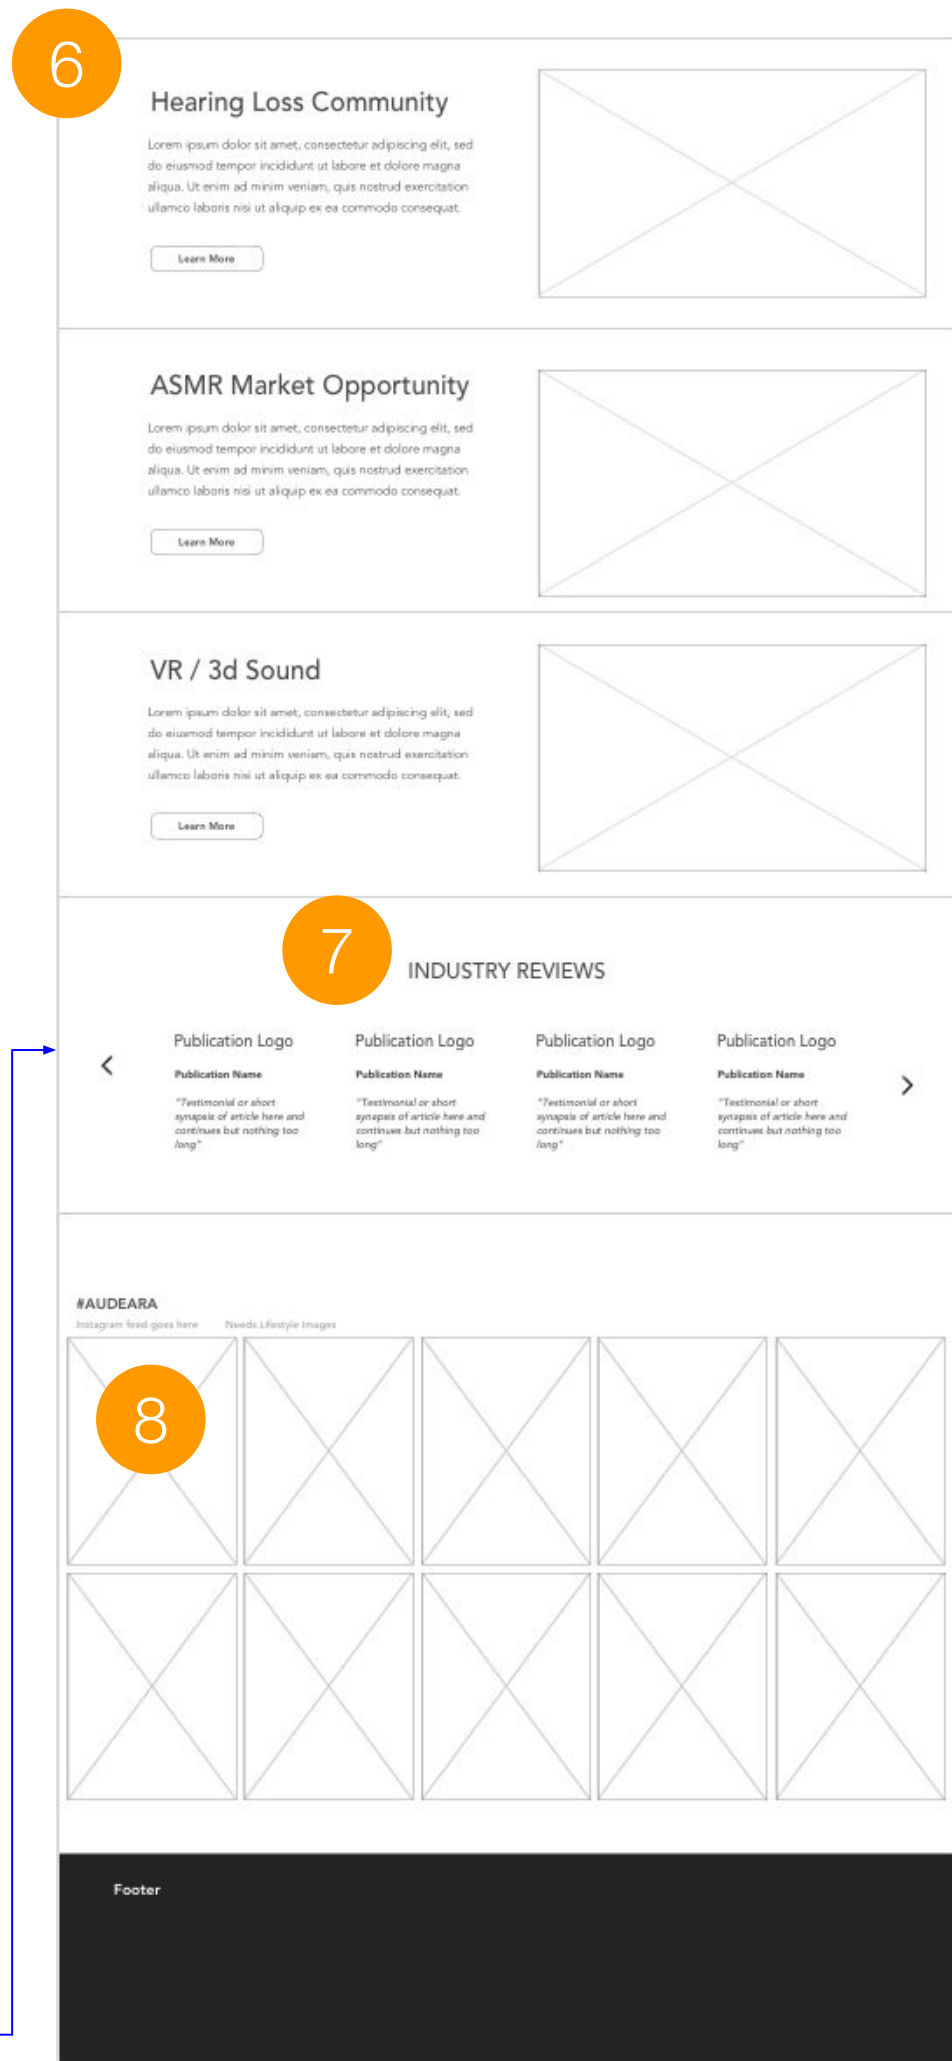 6
Hearing Loss Community
Lorem ipsum dolor sit amet, consectetur adipiscing elit, sed
do eiusmod tempor incididunt ut labore et dolore magna
aliqua. Ut enim ad minim veniam, quis nostrud exercitation
ullamco laboris nisi ut aliquip ex ea commodo consequat.
Learn More
ASMR Market Opportunity
Lorem ipsum dolor sit amet, consectetur adipiscing elit, sed
do eiusmod tempor incididunt ut labore et dolore magna
aliqua. Ut enim ad minim veniam, quis nostrud exercitation
ullamco laboris nisi ut aliquip ex ea commodo consequat.
Learn More
VR / 3d Sound
Lorem ipsum dolor sit amet, consectetur adipiscing elit, sed
do eiusmod tempor incididunt ut labore et dolore magna
aliqua. Ut enim ad minim veniam, quis nostrud exercitation
ullamco laboris nisi ut aliquip ex ea commodo consequat.
Learn More
7
INDUSTRY REVIEWS
Publication Logo
Publication Name
"Testimonial or short
synapsis of article here and
continues but nothing too
long"
Publication Logo
Publication Name
"Testimonial or short
synapsis of article here and
continues but nothing too
long"
Publication Logo
Publication Name
"Testimonial or short
synapsis of article here and
continues but nothing too
long"
Publication Logo
Publication Name
"Testimonial or short
synapsis of article here and
continues but nothing too
long"
#AUDEARA
Instagram feed goes here Needs Lifestyle Images
8
Footer